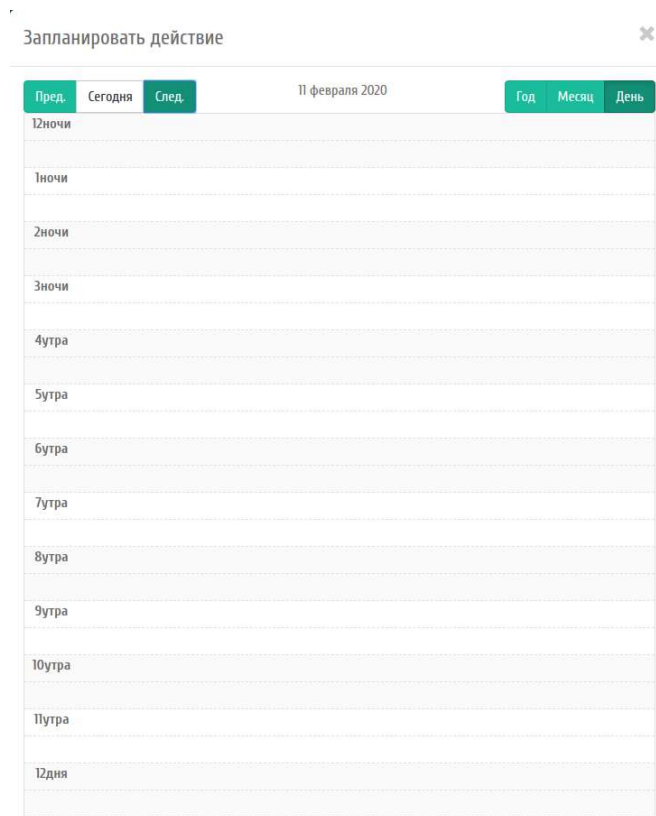 Запланировать действие
Пред. Сегодня След. 11 февраля 2020 Год Месяц День
12ночи
1ночи
2ночи
3ночи
4утра
5утра
6утра
7утра
8утра
9утра
10утра
11утра
12дня